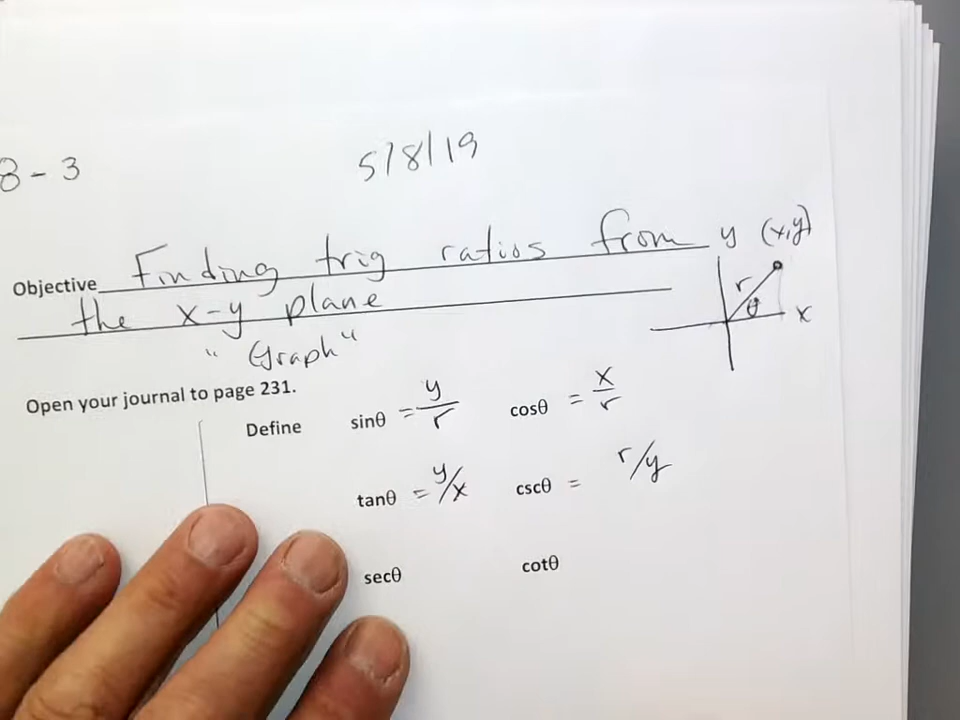 8-3 5/8/19
Objective Finding trig ratios from
the x-y plane
"Graph"
y (x,y)
r
θ x
Open your journal to page 231.
Define sinθ = y/r cosθ = x/r
tanθ = y/x cscθ = r/y
secθ cotθ